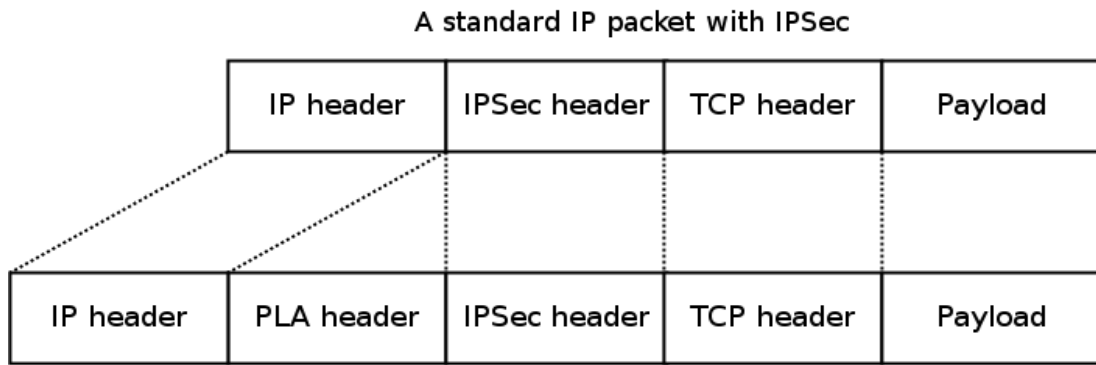 A standard IP packet with IPSec
IP header IPSec header TCP header Payload
IP header PLA header IPSec header TCP header Payload